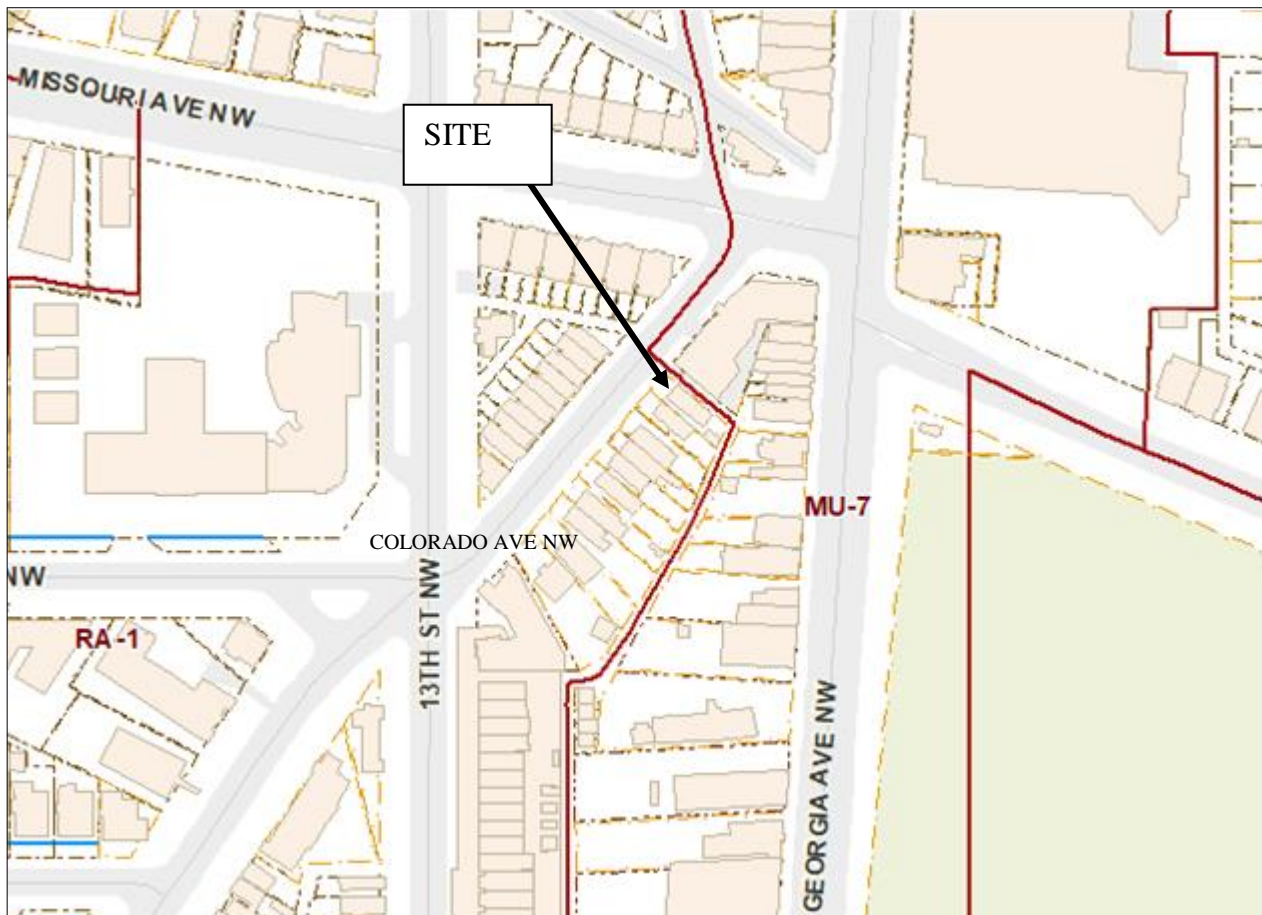 MISSOURI AVE NW
SITE
MU-7
COLORADO AVE NW
NW
RA-1
13TH ST NW
GEORGIA AVE NW